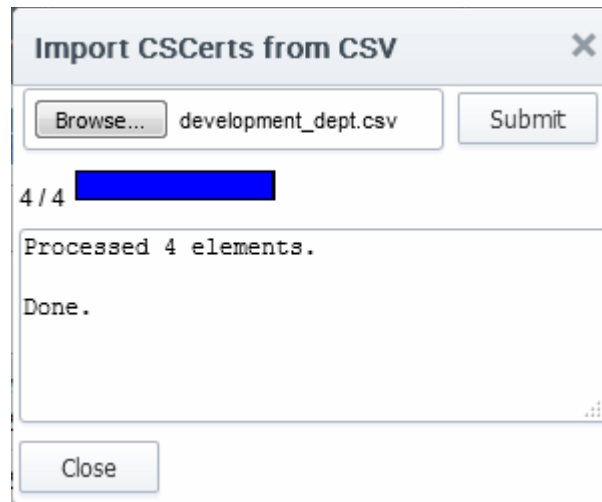 Import CSCerts from CSV
Browse... development_dept.csv Submit
4 / 4
Processed 4 elements.
Done.
Close